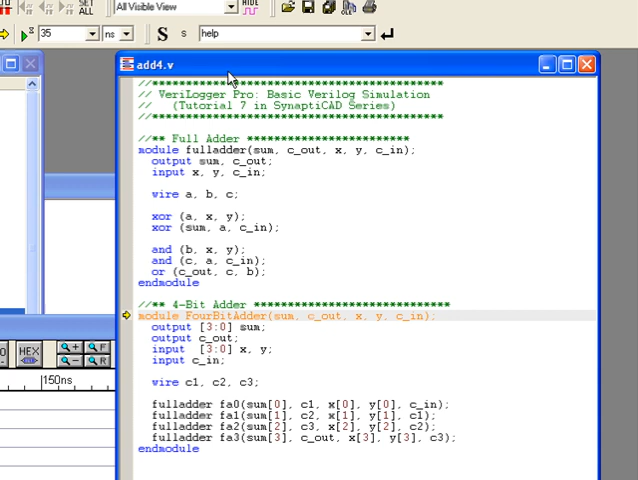 SET
ALL
All Visible View
HIDE
35
ns
S
s
help
add4.v
//********************************************
// VeriLogger Pro: Basic Verilog Simulation
// (Tutorial 7 in SynaptiCAD Series)
//********************************************
//** Full Adder ************************
module fulladder(sum, c_out, x, y, c_in);
output sum, c_out;
input x, y, c_in;
wire a, b, c;
xor (a, x, y);
xor (sum, a, c_in);
and (b, x, y);
and (c, a, c_in);
or (c_out, c, b);
endmodule
//** 4-Bit Adder *****************************
module FourBitAdder(sum, c_out, x, y, c_in);
output [3:0] sum;
output c_out;
input [3:0] x, y;
input c_in;
wire c1, c2, c3;
fulladder fa0(sum[0], c1, x[0], y[0], c_in);
fulladder fa1(sum[1], c2, x[1], y[1], c1);
fulladder fa2(sum[2], c3, x[2], y[2], c2);
fulladder fa3(sum[3], c_out, x[3], y[3], c3);
endmodule
HEX
F
R
150ns